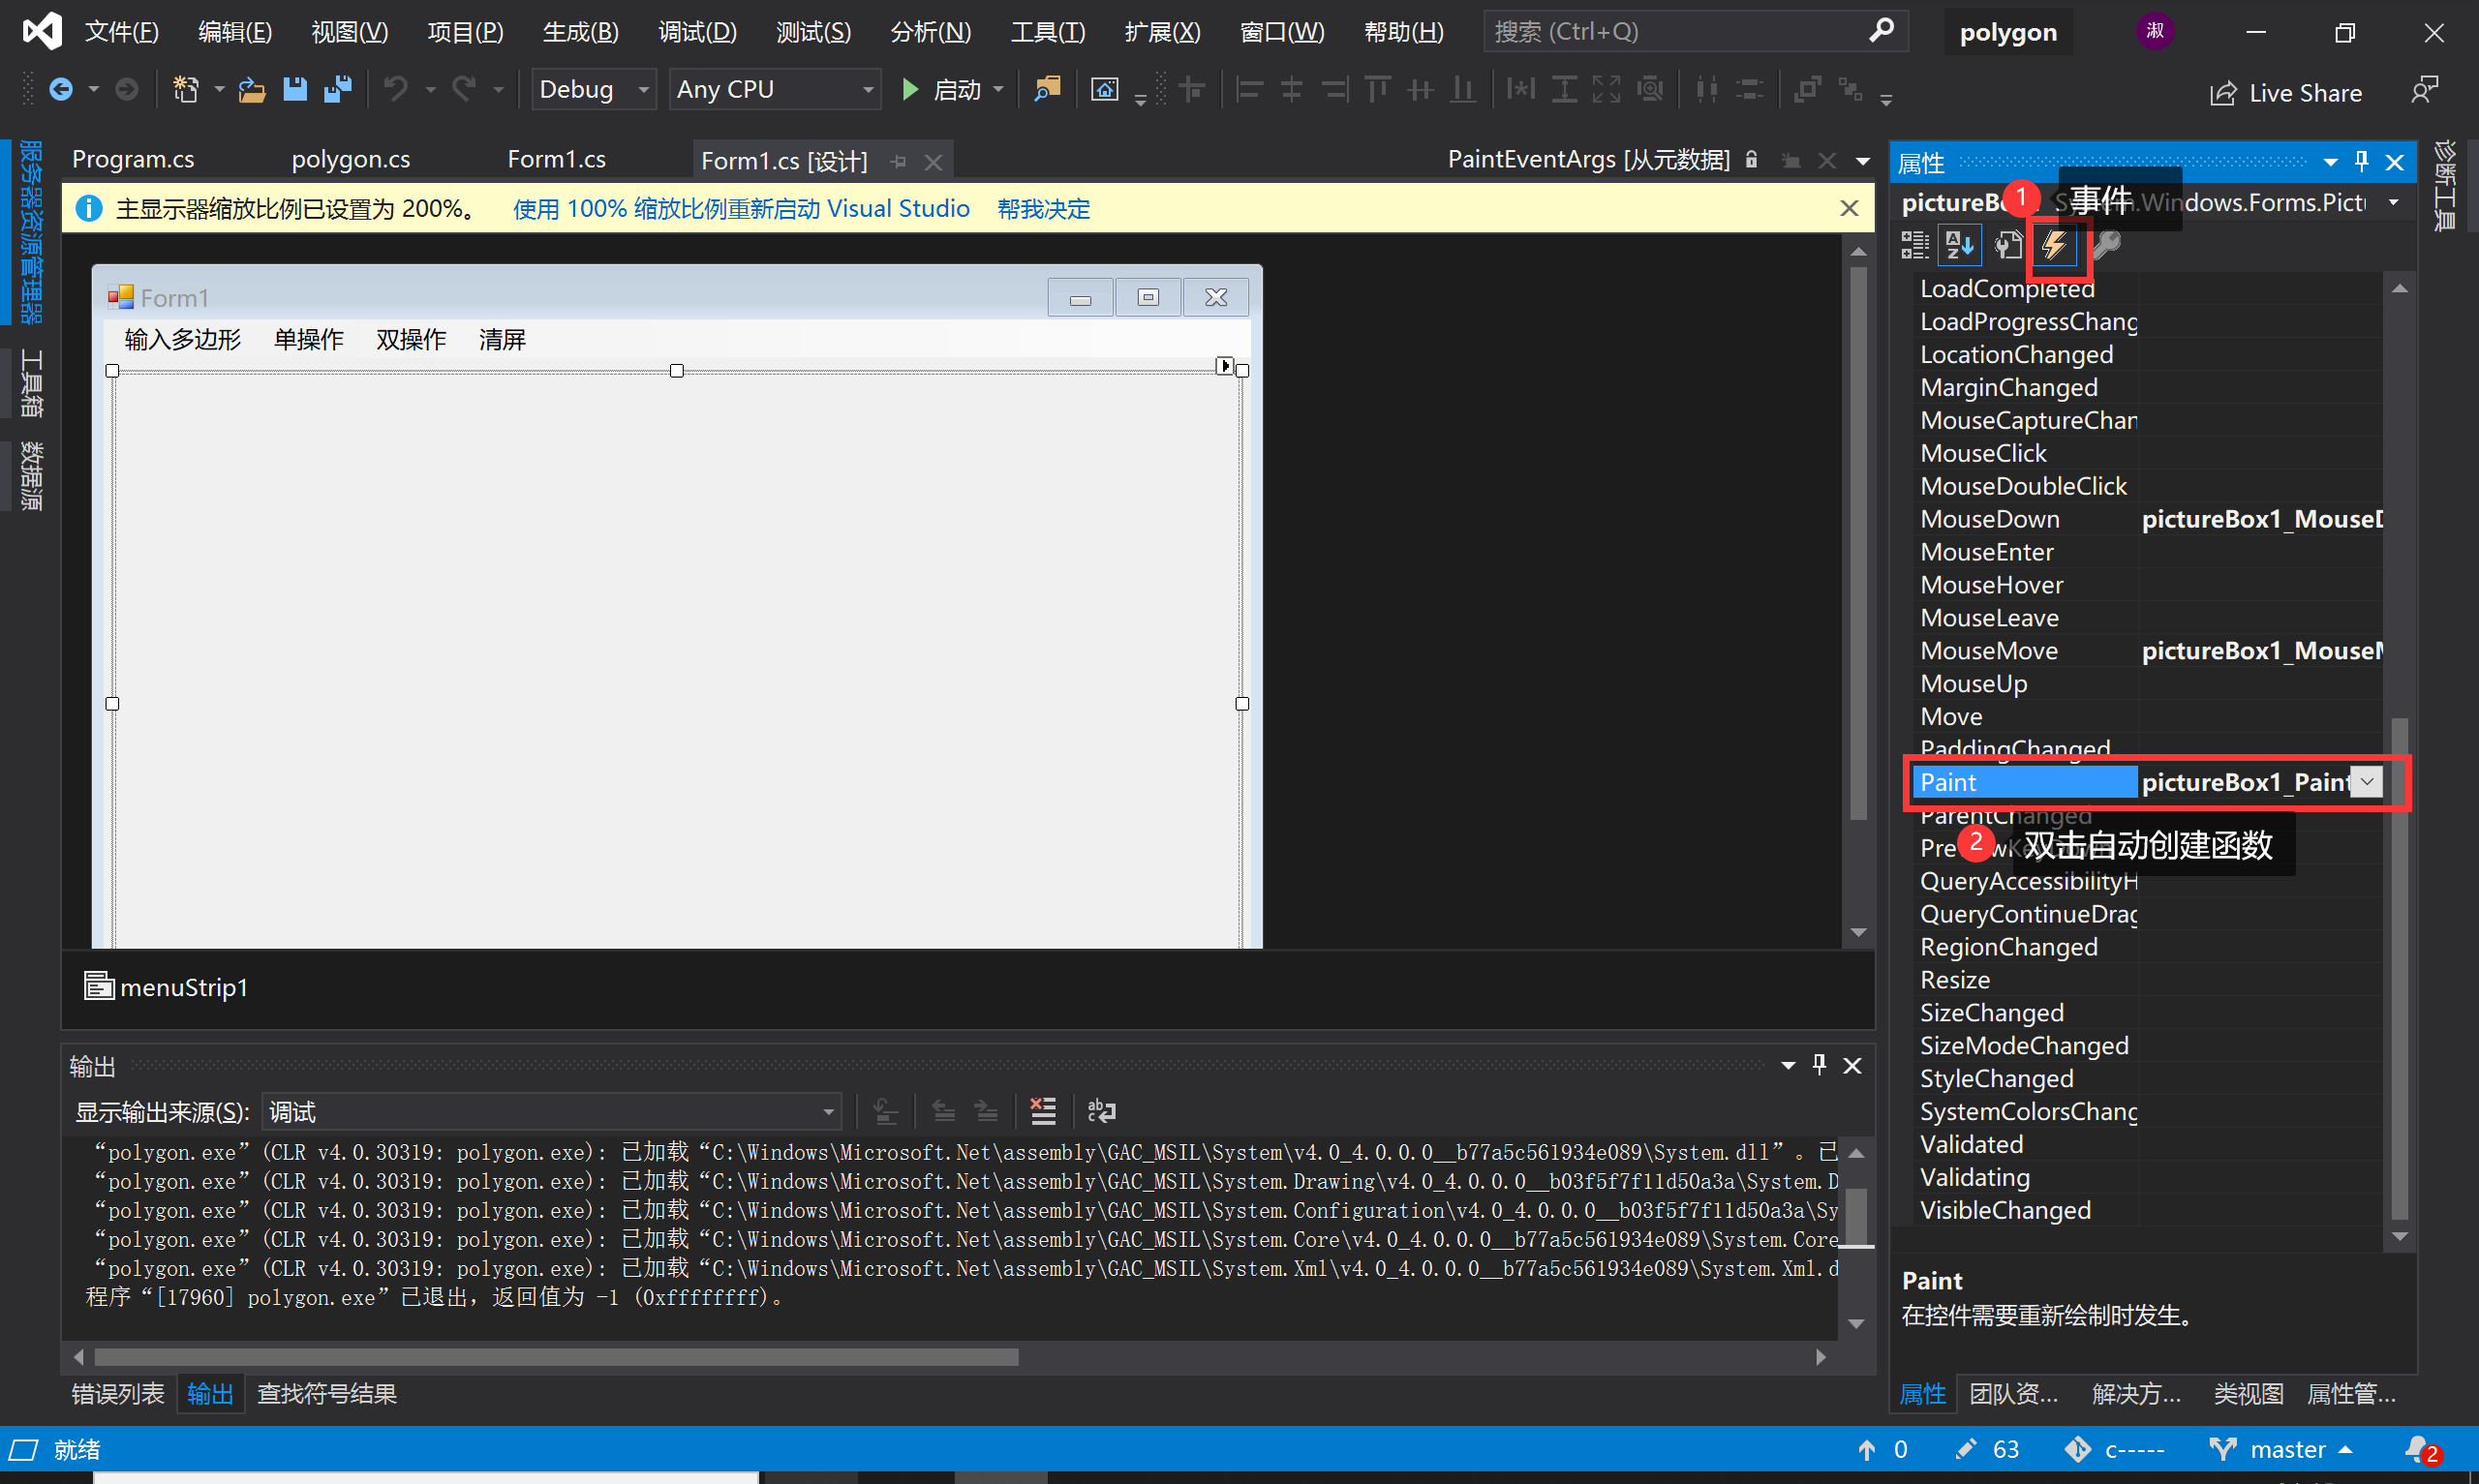 文件(F) 编辑(E) 视图(V) 项目(P) 生成(B) 调试(D) 测试(S) 分析(N) 工具(T) 扩展(X) 窗口(W) 帮助(H) 搜索 (Ctrl+Q) polygon 淑
Debug Any CPU 启动 Live Share
服务器资源管理器
工具箱
数据源
Program.cs polygon.cs Form1.cs Form1.cs [设计] PaintEventArgs [从元数据]
主显示器缩放比例已设置为 200%。 使用 100% 缩放比例重新启动 Visual Studio 帮我决定
Form1
输入多边形 单操作 双操作 清屏
menuStrip1
输出
显示输出来源(S): 调试
“polygon.exe”(CLR v4.0.30319: polygon.exe): 已加载“C:\Windows\Microsoft.Net\assembly\GAC_MSIL\System\v4.0_4.0.0.0__b77a5c561934e089\System.dll”。已
“polygon.exe”(CLR v4.0.30319: polygon.exe): 已加载“C:\Windows\Microsoft.Net\assembly\GAC_MSIL\System.Drawing\v4.0_4.0.0.0__b03f5f7f11d50a3a\System.D
“polygon.exe”(CLR v4.0.30319: polygon.exe): 已加载“C:\Windows\Microsoft.Net\assembly\GAC_MSIL\System.Configuration\v4.0_4.0.0.0__b03f5f7f11d50a3a\Sy
“polygon.exe”(CLR v4.0.30319: polygon.exe): 已加载“C:\Windows\Microsoft.Net\assembly\GAC_MSIL\System.Core\v4.0_4.0.0.0__b77a5c561934e089\System.Core
“polygon.exe”(CLR v4.0.30319: polygon.exe): 已加载“C:\Windows\Microsoft.Net\assembly\GAC_MSIL\System.Xml\v4.0_4.0.0.0__b77a5c561934e089\System.Xml.d
程序“[17960] polygon.exe”已退出，返回值为 -1 (0xffffffff)。
错误列表 输出 查找符号结果
属性
诊断工具
1 事件
pictureBo .Windows.Forms.Pict
LoadCompleted
LoadProgressChang
LocationChanged
MarginChanged
MouseCaptureChan
MouseClick
MouseDoubleClick
MouseDown pictureBox1_MouseD
MouseEnter
MouseHover
MouseLeave
MouseMove pictureBox1_MouseM
MouseUp
Move
PaddingChanged
Paint pictureBox1_Paint
ParentChanged
2 双击自动创建函数
QueryAccessibilityH
QueryContinueDrag
RegionChanged
Resize
SizeChanged
SizeModeChanged
StyleChanged
SystemColorsChang
Validated
Validating
VisibleChanged
Paint
在控件需要重新绘制时发生。
属性 团队资... 解决方... 类视图 属性管...
就绪 0 63 c----- master 2